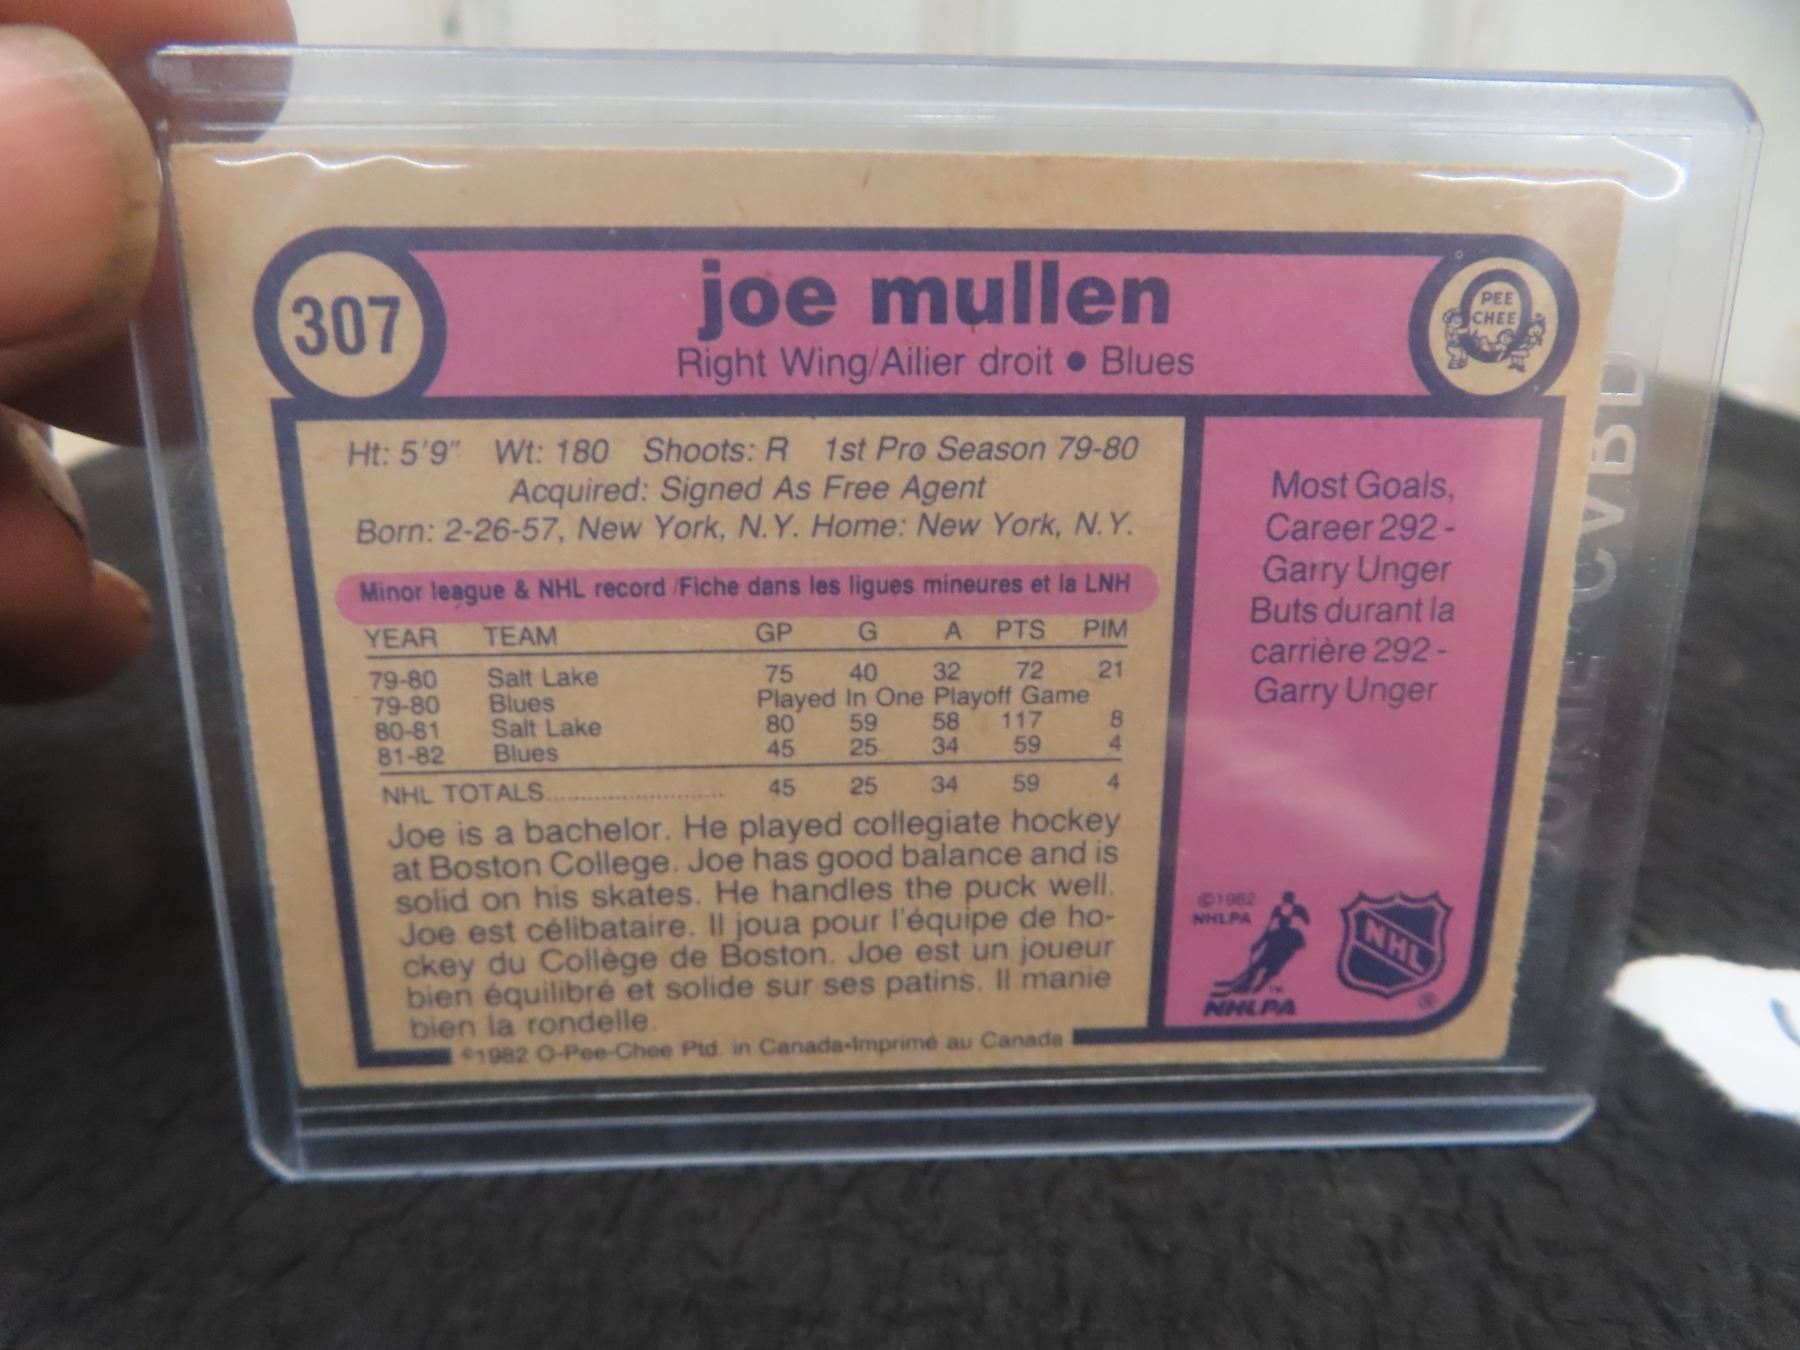 307
joe mullen
Right Wing/Ailier droit • Blues
PEE
CHEE
Ht: 5'9" Wt: 180 Shoots: R 1st Pro Season 79-80
Acquired: Signed As Free Agent
Born: 2-26-57, New York, N.Y. Home: New York, N.Y.
Minor league & NHL record/Fiche dans les ligues mineures et la LNH
YEAR TEAM GP G A PTS PIM
79-80 Salt Lake 75 40 32 72 21
79-80 Blues Played In One Playoff Game
80-81 Salt Lake 80 59 58 117 8
81-82 Blues 45 25 34 59 4
NHL TOTALS........................... 45 25 34 59 4
Joe is a bachelor. He played collegiate hockey
at Boston College. Joe has good balance and is
solid on his skates. He handles the puck well.
Joe est célibataire. Il joua pour l'équipe de ho-
ckey du Collège de Boston. Joe est un joueur
bien équilibré et solide sur ses patins. Il manie
bien la rondelle.
©1982 O-Pee-Chee Ptd. in Canada-Imprimé au Canada
Most Goals,
Career 292 -
Garry Unger
Buts durant la
carrière 292 -
Garry Unger
©1982
NHLPA
NHLPA
™
NHL
®